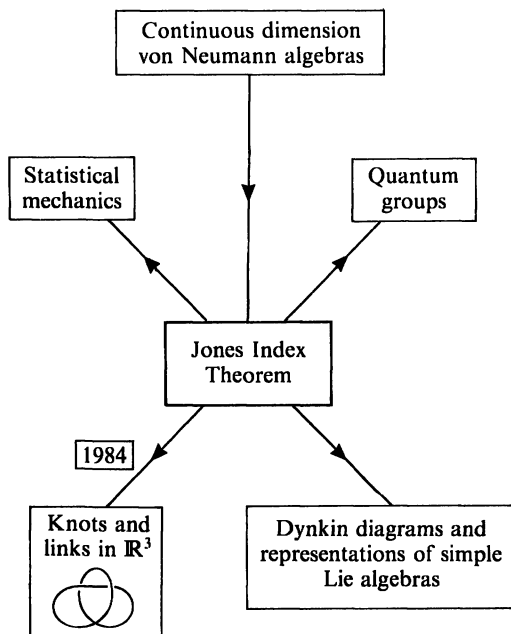 Continuous dimension
von Neumann algebras
Statistical
mechanics
Quantum
groups
Jones Index
Theorem
1984
Knots and
links in ℝ³
Dynkin diagrams and
representations of simple
Lie algebras